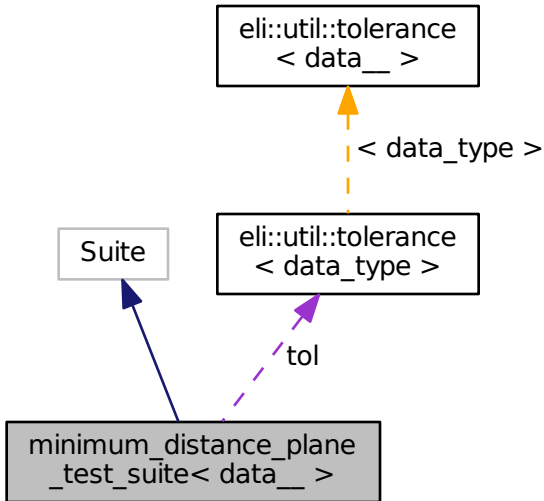 eli::util::tolerance
< data__ >
< data_type >
Suite
eli::util::tolerance
< data_type >
tol
minimum_distance_plane
_test_suite< data__ >